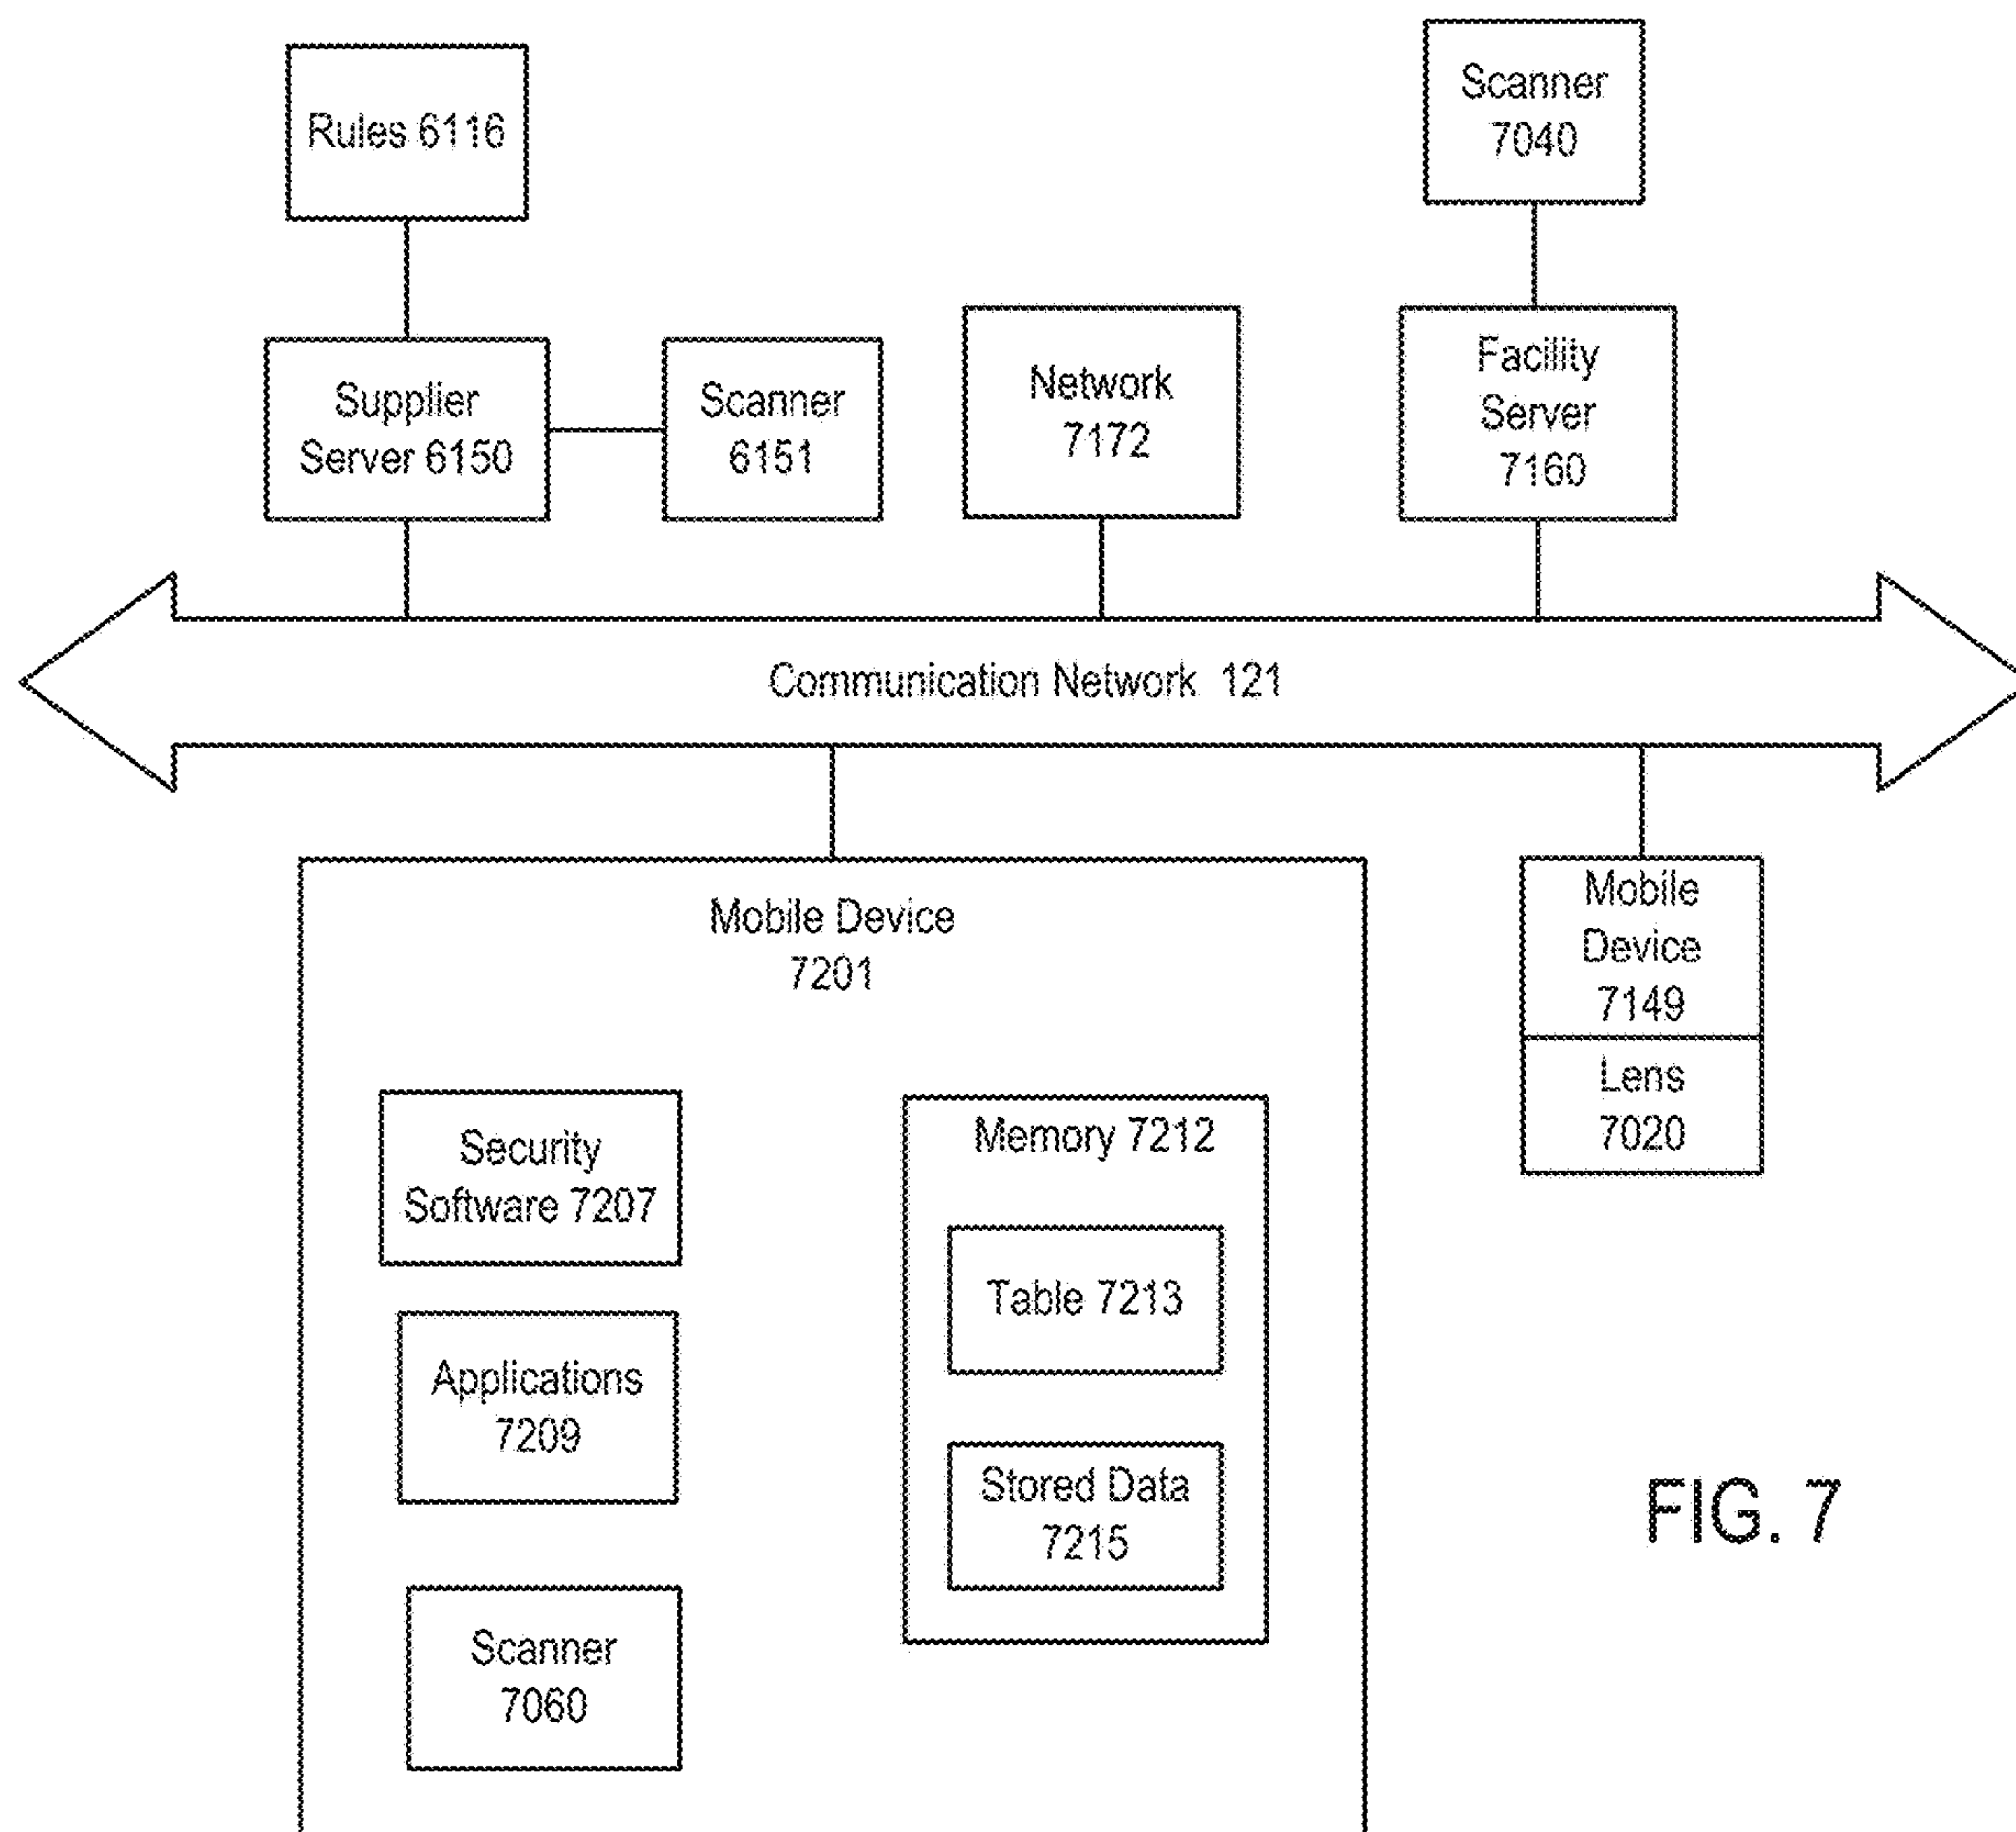 Rules 6116
Scanner
7040
Supplier
Server 6150
Scanner
6151
Network
7172
Facility
Server
7160
Communication Network 121
Mobile Device
7201
Mobile
Device
7149
Lens
7020
Security
Software 7207
Memory 7212
Table 7213
Applications
7209
Stored Data
7215
Scanner
7060
FIG. 7